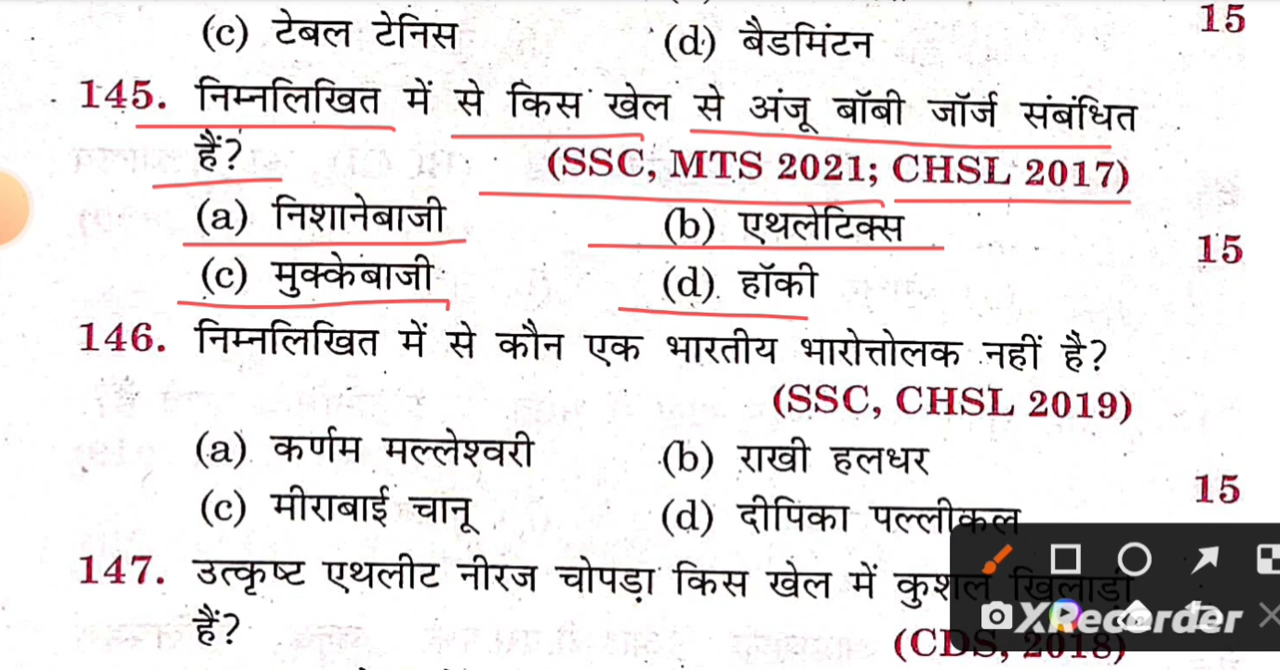 (c) टेबल टेनिस (d) बैडमिंटन
15
145. निम्नलिखित में से किस खेल से अंजू बॉबी जॉर्ज संबंधित
हैं? (SSC, MTS 2021; CHSL 2017)
(a) निशानेबाजी (b) एथलेटिक्स
15
(c) मुक्केबाजी (d) हॉकी
146. निम्नलिखित में से कौन एक भारतीय भारोत्तोलक नहीं है?
(SSC, CHSL 2019)
(a) कर्णम मल्लेश्वरी (b) राखी हलधर
15
(c) मीराबाई चानू (d) दीपिका पल्लीकल
147. उत्कृष्ट एथलीट नीरज चोपड़ा किस खेल में कुशल खिलाड़ी
हैं? (CDS, 2018)
XRecorder